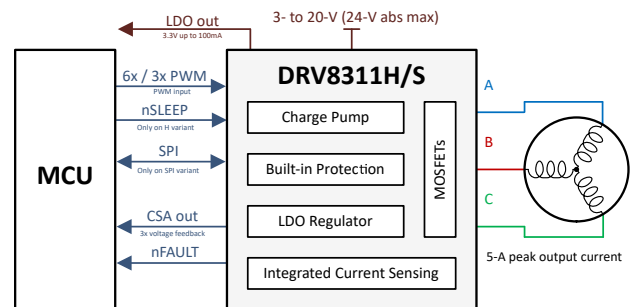 LDO out
3.3V up to 100mA
3- to 20-V (24-V abs max)
MCU
6x / 3x PWM
PWM input
nSLEEP
Only on H variant
SPI
Only on SPI variant
CSA out
3x voltage feedback
nFAULT
DRV8311H/S
Charge Pump
Built-in Protection
LDO Regulator
Integrated Current Sensing
MOSFETs
A
B
C
5-A peak output current